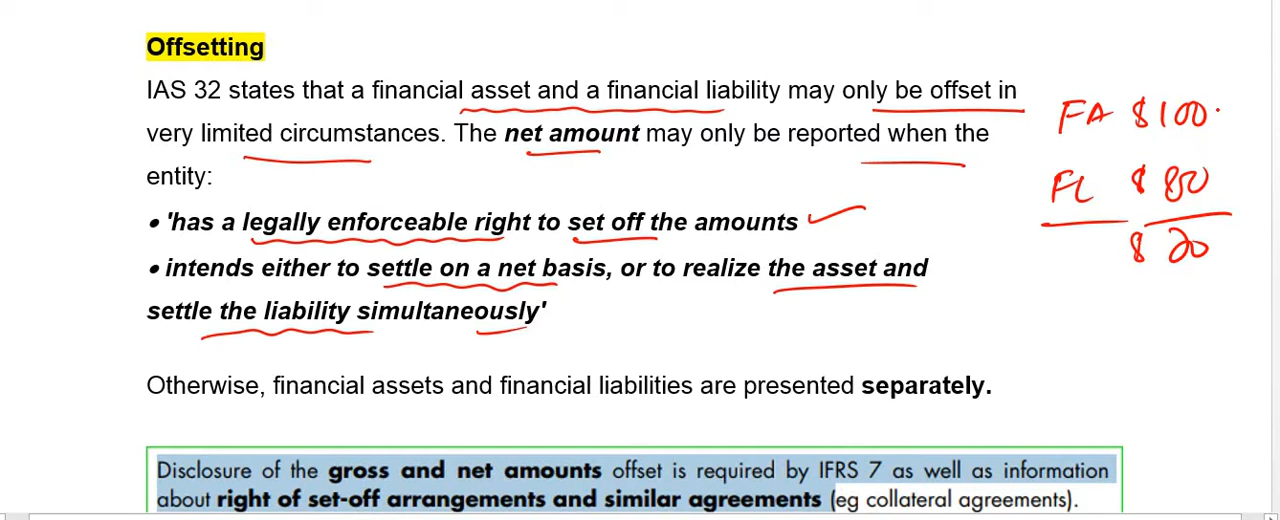 Offsetting
IAS 32 states that a financial asset and a financial liability may only be offset in
very limited circumstances. The net amount may only be reported when the
entity:
• 'has a legally enforceable right to set off the amounts
• intends either to settle on a net basis, or to realize the asset and
settle the liability simultaneously'
Otherwise, financial assets and financial liabilities are presented separately.
Disclosure of the gross and net amounts offset is required by IFRS 7 as well as information
about right of set-off arrangements and similar agreements (eg collateral agreements).
FA $100
FL $ 80
$ 20